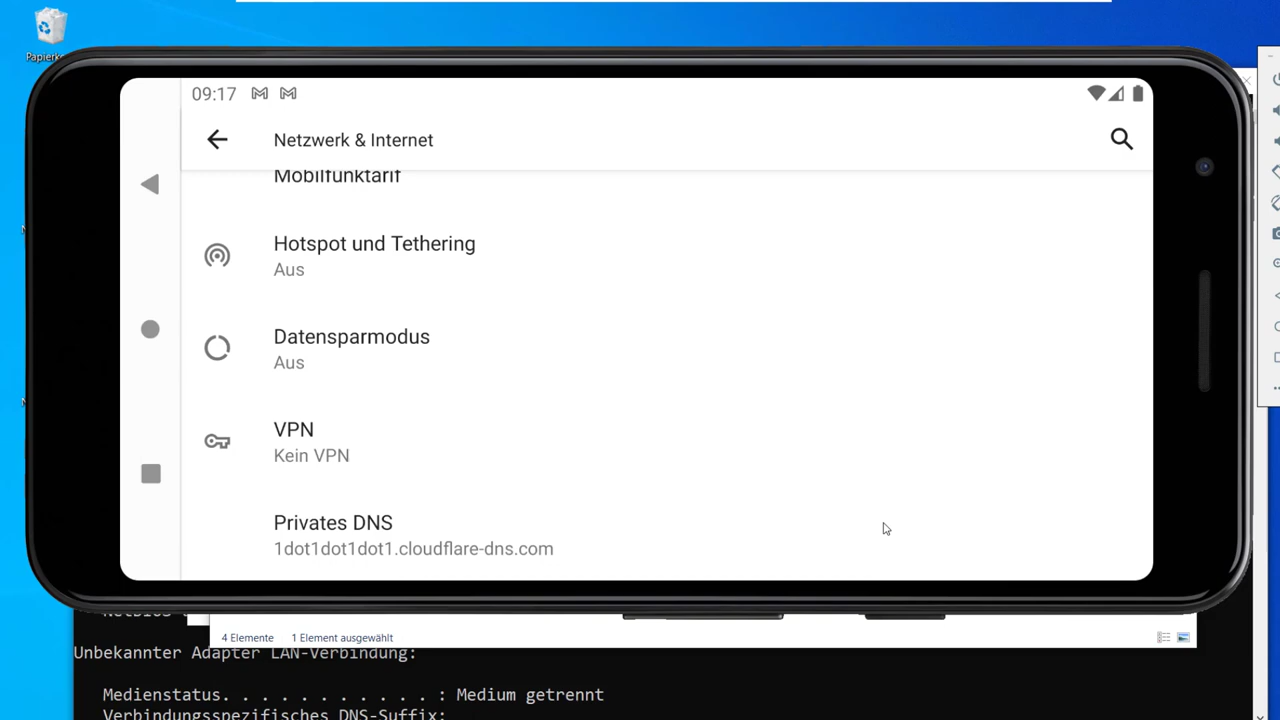 Papierko
09:17
Netzwerk & Internet
Mobilfunktarif
Hotspot und Tethering
Aus
Datensparmodus
Aus
VPN
Kein VPN
Privates DNS
1dot1dot1dot1.cloudflare-dns.com
4 Elemente 1 Element ausgewählt
Unbekannter Adapter LAN-Verbindung:
Medienstatus. . . . . . . . . . . : Medium getrennt
Verbindungsspezifisches DNS-Suffix: